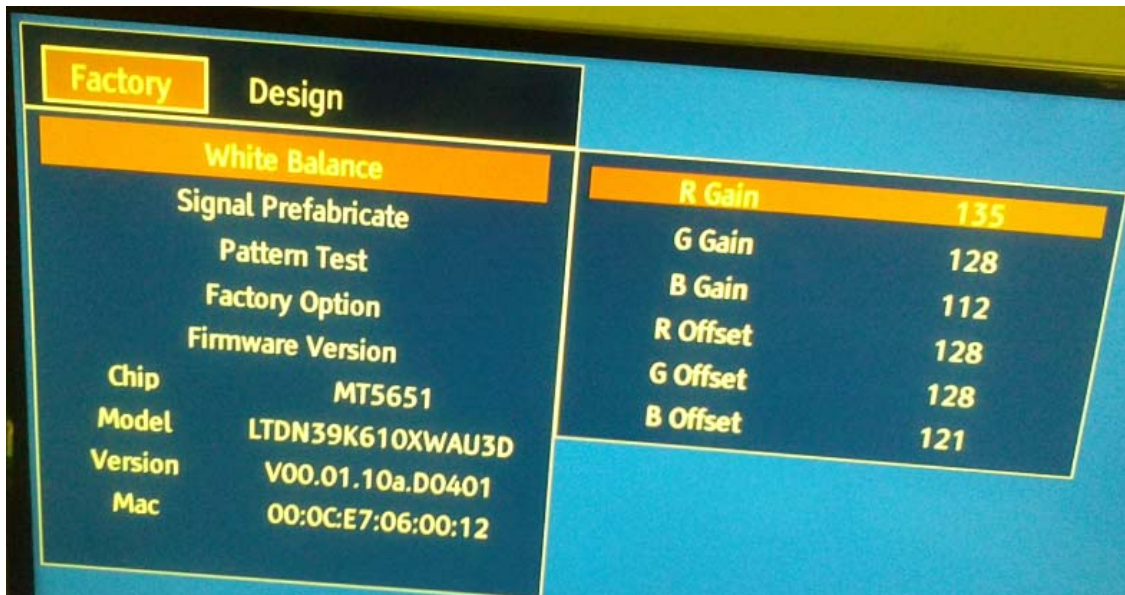 Factory Design
White Balance
Signal Prefabricate
Pattern Test
Factory Option
Firmware Version
Chip MT5651
Model LTDN39K610XWAU3D
Version V00.01.10a.D0401
Mac 00:0C:E7:06:00:12
R Gain 135
G Gain 128
B Gain 112
R Offset 128
G Offset 128
B Offset 121